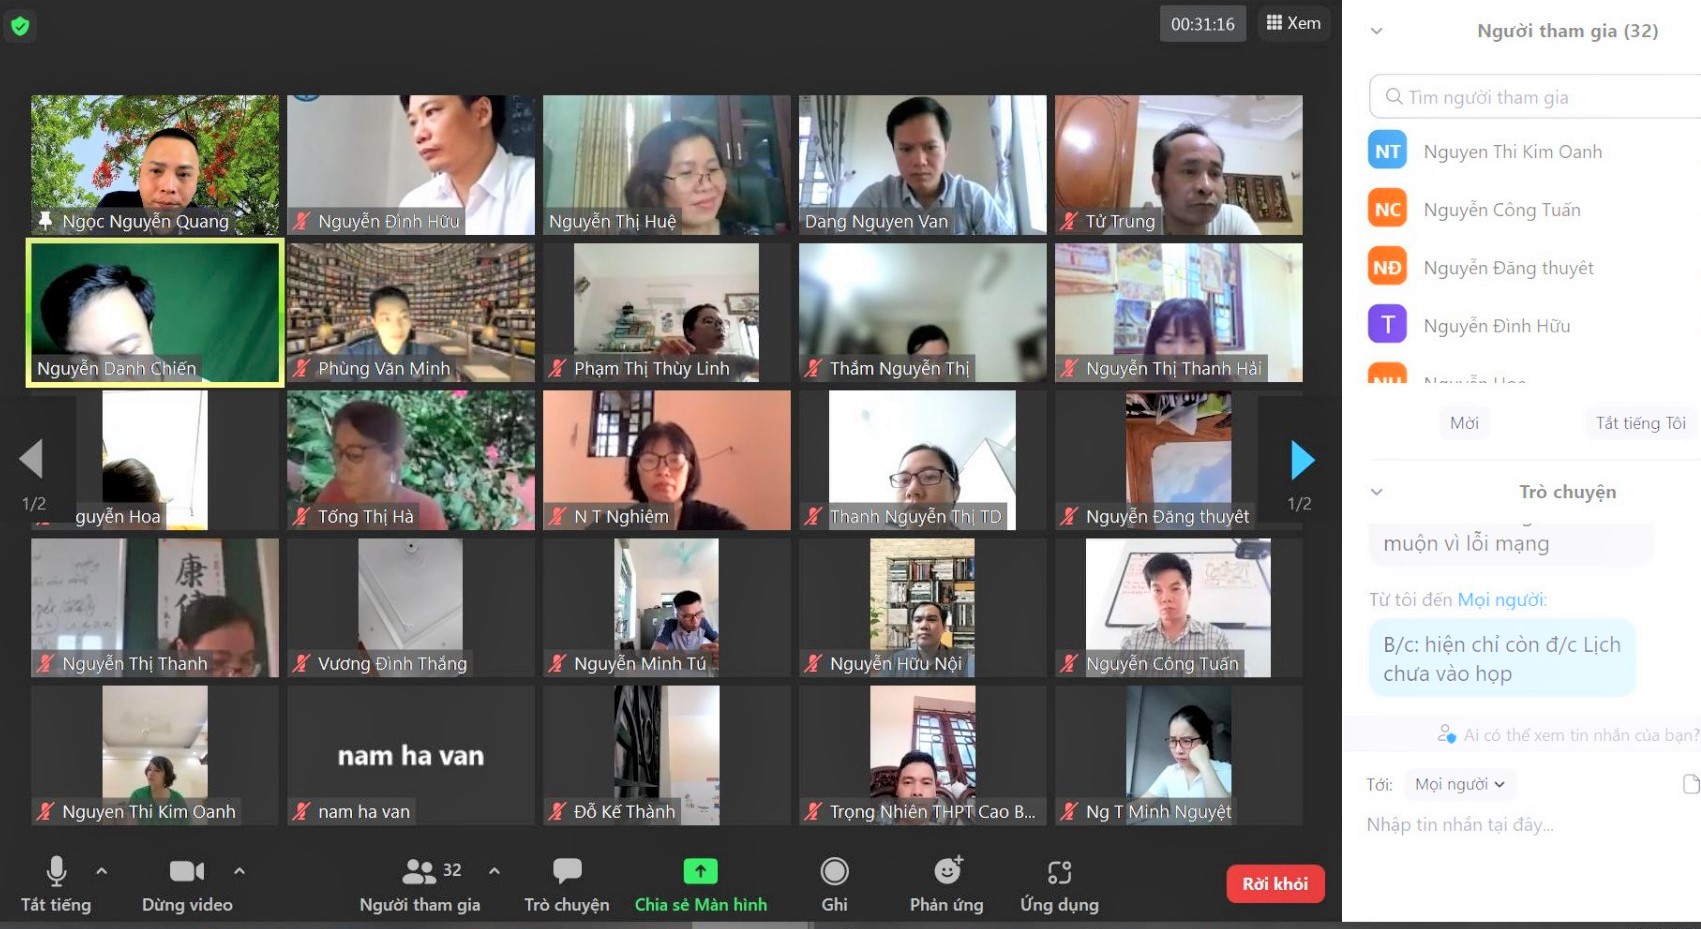 00:31:16
Xem
Ngọc Nguyễn Quang
Nguyễn Đình Hữu
Nguyễn Thị Huệ
Dang Nguyen Van
Tử Trung
Nguyễn Danh Chiến
Phùng Văn Minh
Phạm Thị Thùy Linh
Thắm Nguyễn Thị
Nguyễn Thị Thanh Hải
1/2
guyễn Hoa
Tống Thị Hà
N T Nghiêm
Thanh Nguyễn Thị TD
Nguyễn Đăng thuyêt
1/2
康
Nguyễn Thị Thanh
Vương Đình Thắng
Nguyễn Minh Tú
Nguyễn Hữu Nội
Nguyễn Công Tuấn
Nguyen Thi Kim Oanh
nam ha van
nam ha van
Đỗ Kế Thành
Trọng Nhiên THPT Cao B...
Ng T Minh Nguyệt
Tắt tiếng
Dừng video
32
Người tham gia
Trò chuyện
Chia sẻ Màn hình
Ghi
Phản ứng
Ứng dụng
Rời khỏi
Người tham gia (32)
Tìm người tham gia
NT
Nguyen Thi Kim Oanh
NC
Nguyễn Công Tuấn
NĐ
Nguyễn Đăng thuyêt
T
Nguyễn Đình Hữu
Mời
Tắt tiếng Tôi
Trò chuyện
muộn vì lỗi mạng
Từ tôi đến Mọi người:
B/c: hiện chỉ còn đ/c Lịch
chưa vào họp
Ai có thể xem tin nhắn của bạn?
Tới:
Mọi người
Nhập tin nhắn tại đây...